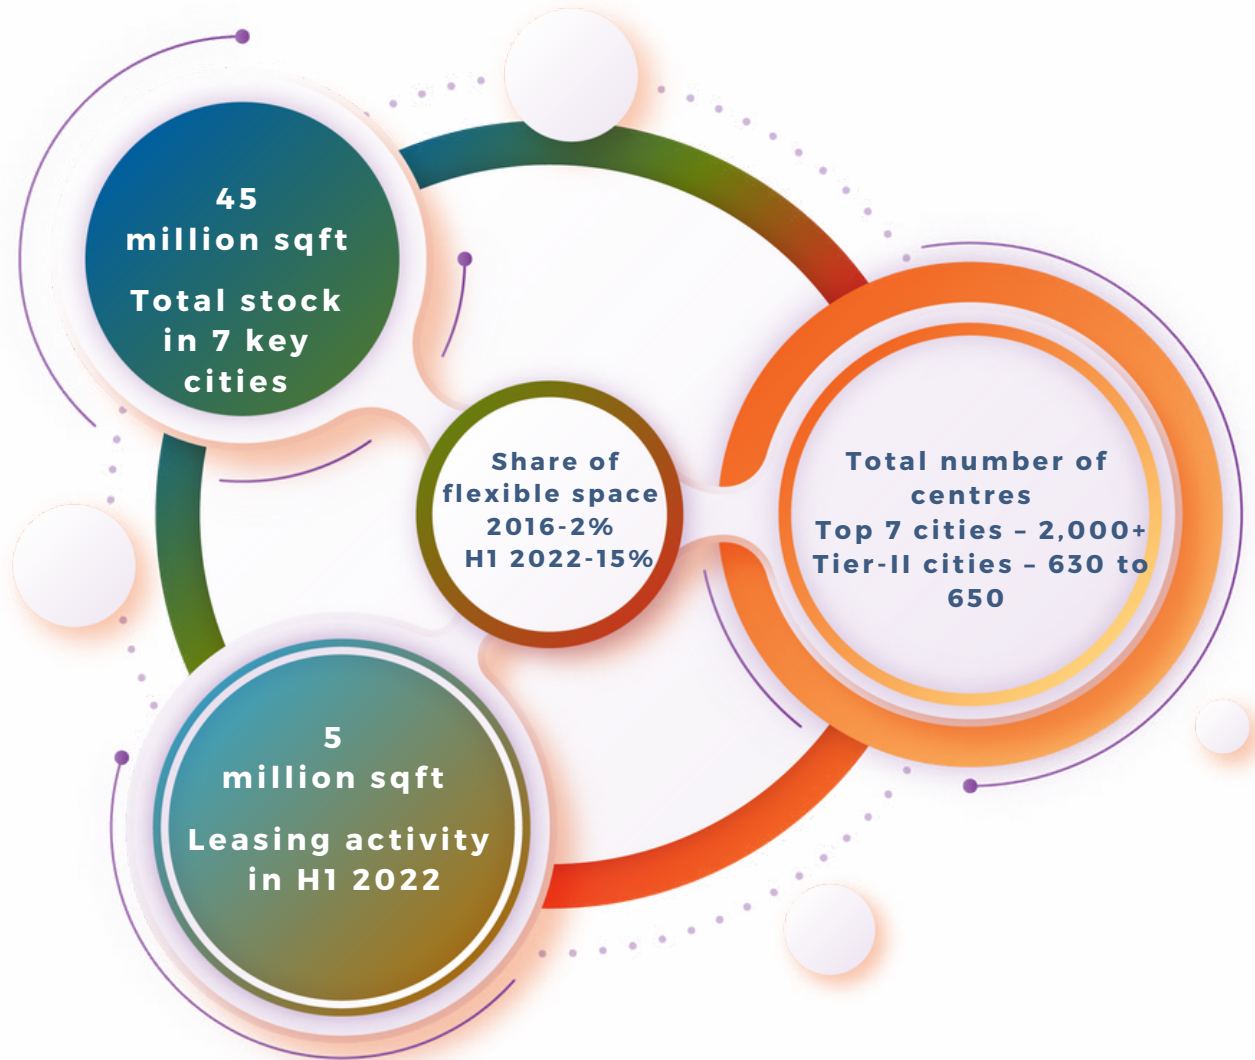 45
million sqft
Total stock
in 7 key
cities
Share of
flexible space
2016-2%
H1 2022-15%
Total number of
centres
Top 7 cities – 2,000+
Tier-II cities – 630 to
650
5
million sqft
Leasing activity
in H1 2022